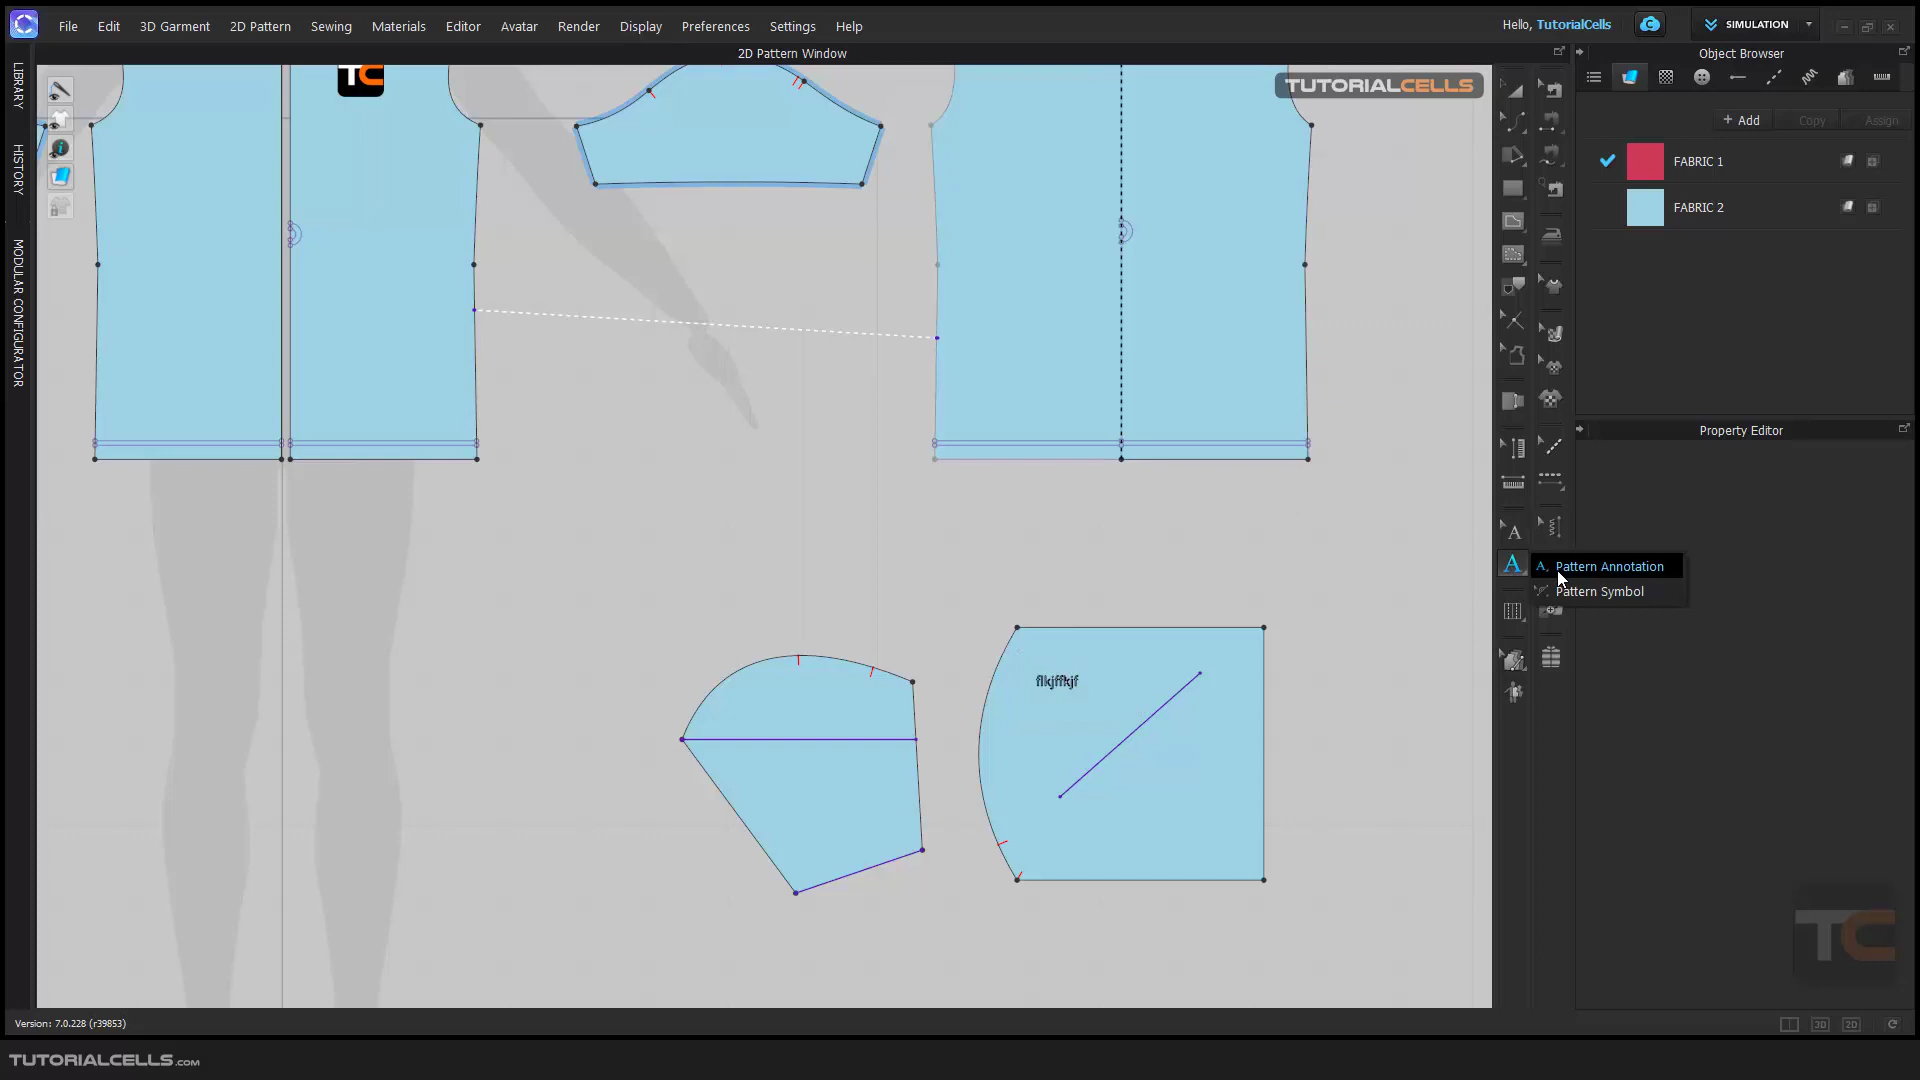 File Edit 3D Garment 2D Pattern Sewing Materials Editor Avatar Render Display Preferences Settings Help
Hello, TutorialCells
SIMULATION
2D Pattern Window
Object Browser
LIBRARY
HISTORY
MODULAR CONFIGURATOR
TC
TUTORIALCELLS
+ Add Copy Assign
FABRIC 1
FABRIC 2
Property Editor
A
A
A Pattern Annotation
Pattern Symbol
flkjffkjf
TC
Version: 7.0.228 (r39853)
3D 2D
TUTORIALCELLS.com